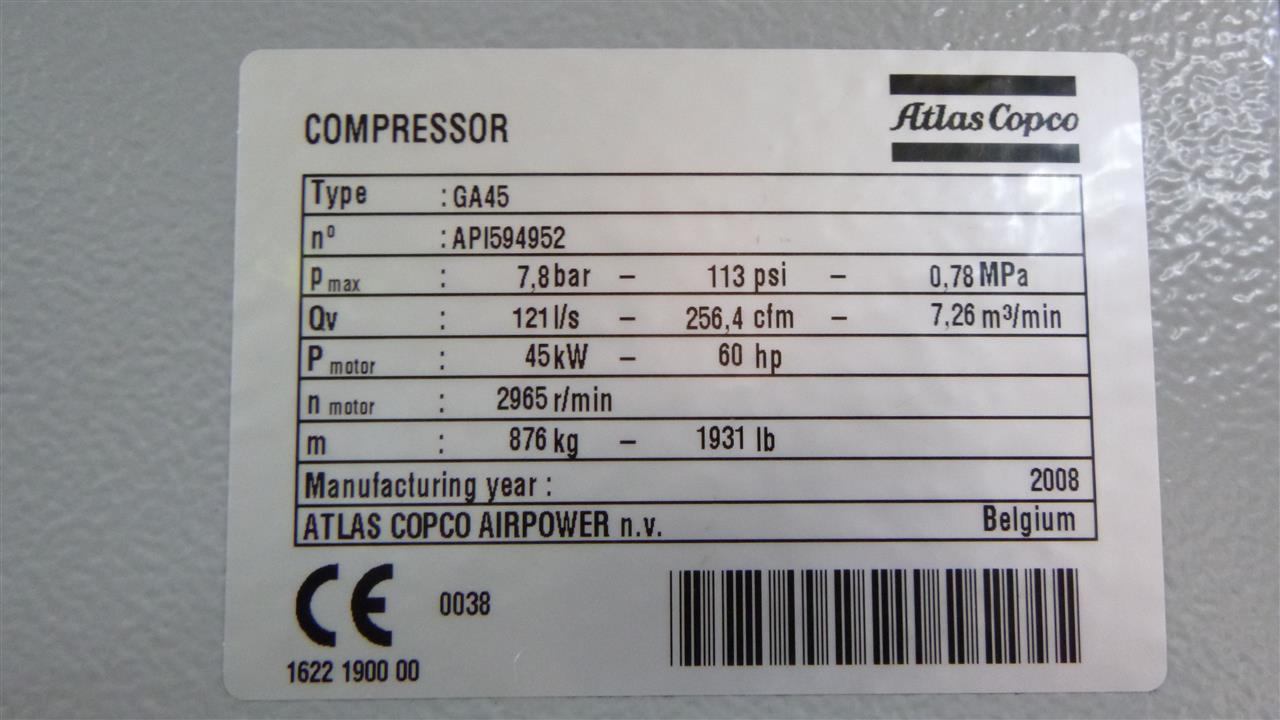 COMPRESSOR
Atlas Copco
Type : GA45
nº : API594952
P max : 7,8 bar – 113 psi – 0,78 MPa
Qv : 121 l/s – 256,4 cfm – 7,26 m³/min
P motor : 45 kW – 60 hp
n motor : 2965 r/min
m : 876 kg – 1931 lb
Manufacturing year : 2008
ATLAS COPCO AIRPOWER n.v. Belgium
CE 0038
1622 1900 00